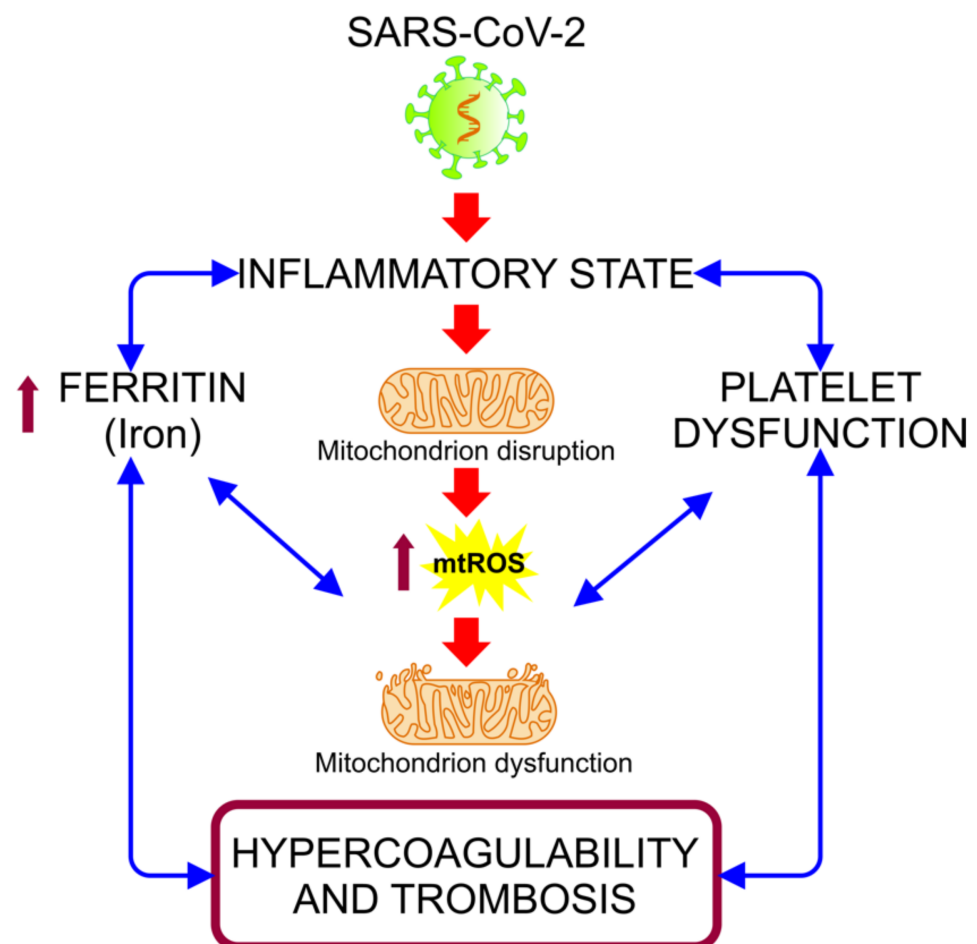 SARS-CoV-2
INFLAMMATORY STATE
FERRITIN
(Iron)
PLATELET
DYSFUNCTION
Mitochondrion disruption
mtROS
Mitochondrion dysfunction
HYPERCOAGULABILITY
AND TROMBOSIS